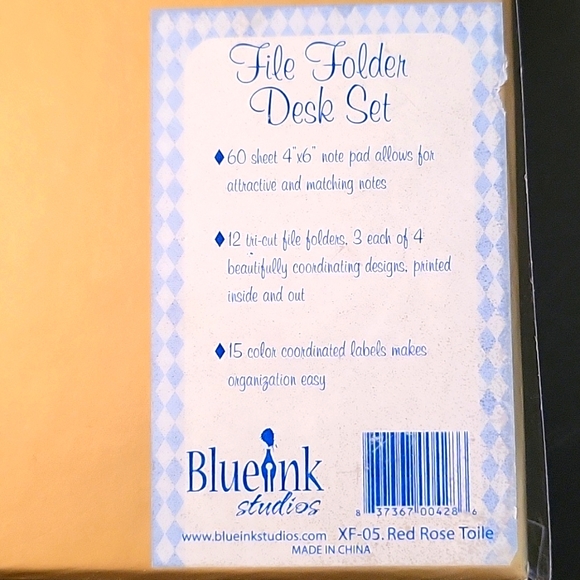 File Folder
Desk Set
60 sheet 4"x6" note pad allows for
attractive and matching notes
12 tri-cut file folders, 3 each of 4
beautifully coordinating designs, printed
inside and out
15 color coordinated labels makes
organization easy
Blueink
studios
8 37367 00428 6
www.blueinkstudios.com XF-05. Red Rose Toile
MADE IN CHINA